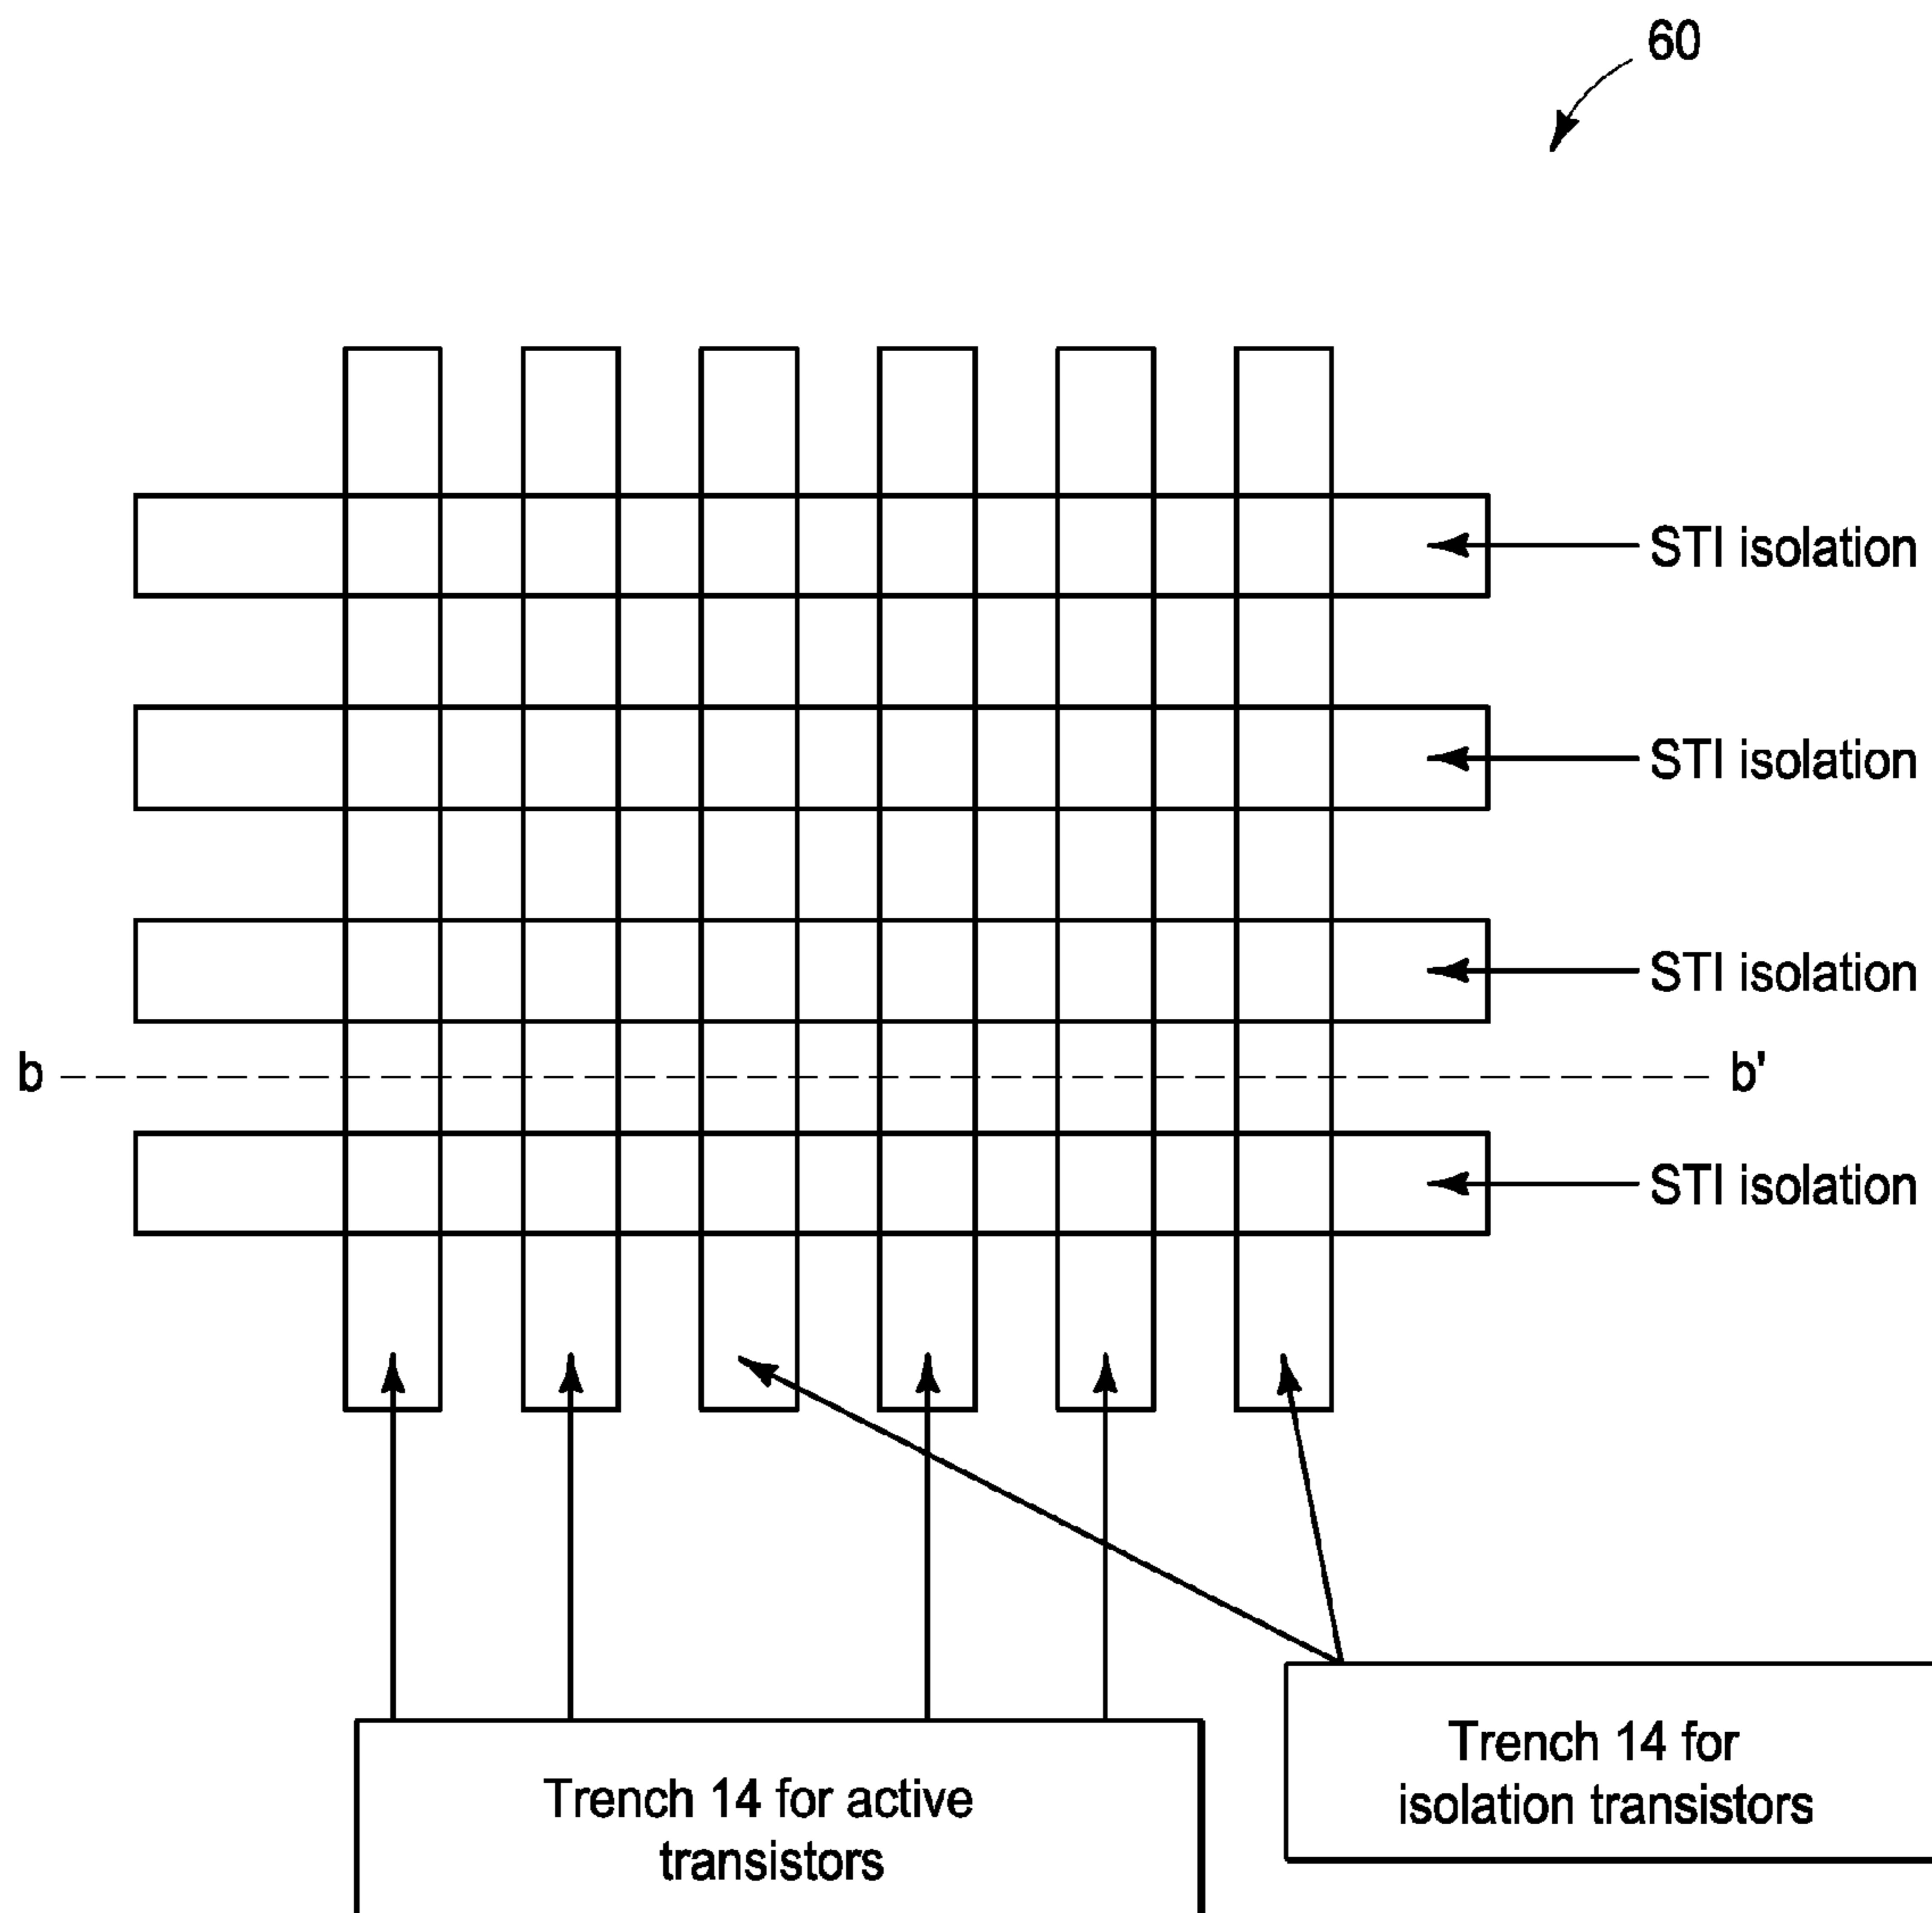 60
STI isolation
STI isolation
STI isolation
b
b'
STI isolation
Trench 14 for active
transistors
Trench 14 for
isolation transistors